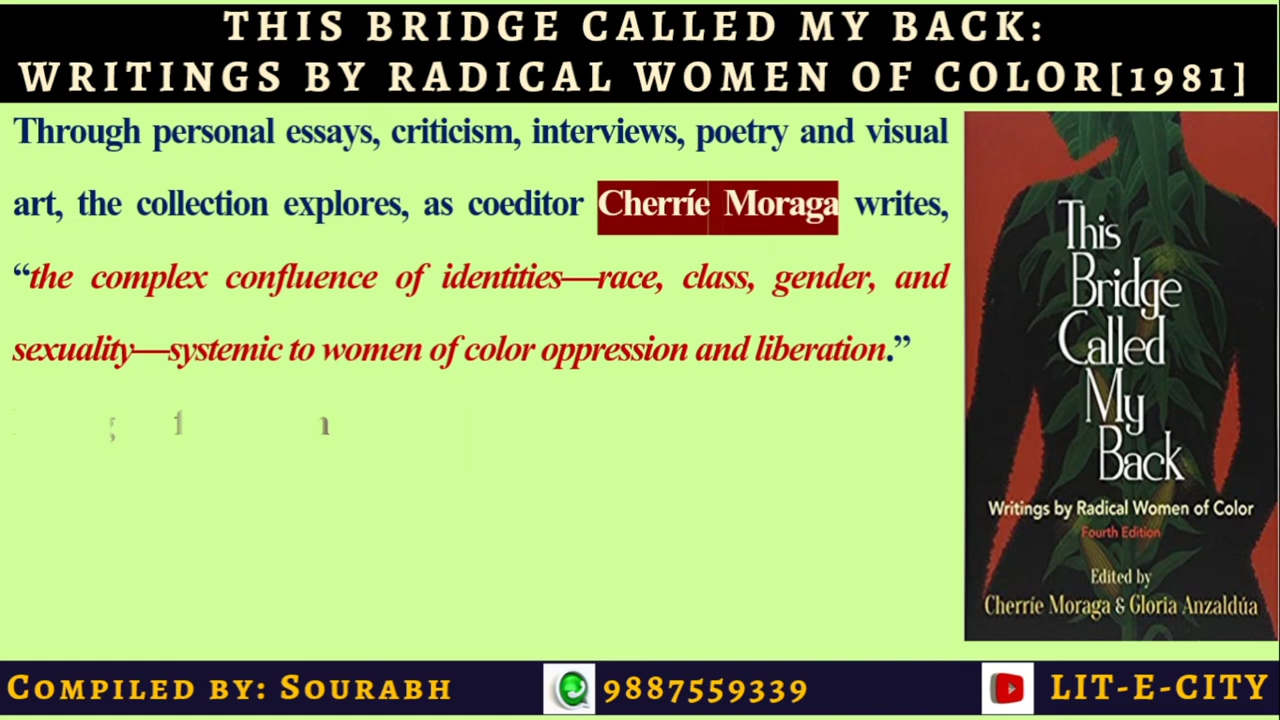 THIS BRIDGE CALLED MY BACK:
WRITINGS BY RADICAL WOMEN OF COLOR[1981]
Through personal essays, criticism, interviews, poetry and visual
art, the collection explores, as coeditor Cherríe Moraga writes,
“the complex confluence of identities—race, class, gender, and
sexuality—systemic to women of color oppression and liberation.”
This
Bridge
Called
My
Back
Writings by Radical Women of Color
Fourth Edition
Edited by
Cherríe Moraga & Gloria Anzaldúa
COMPILED BY: SOURABH
9887559339
LIT-E-CITY